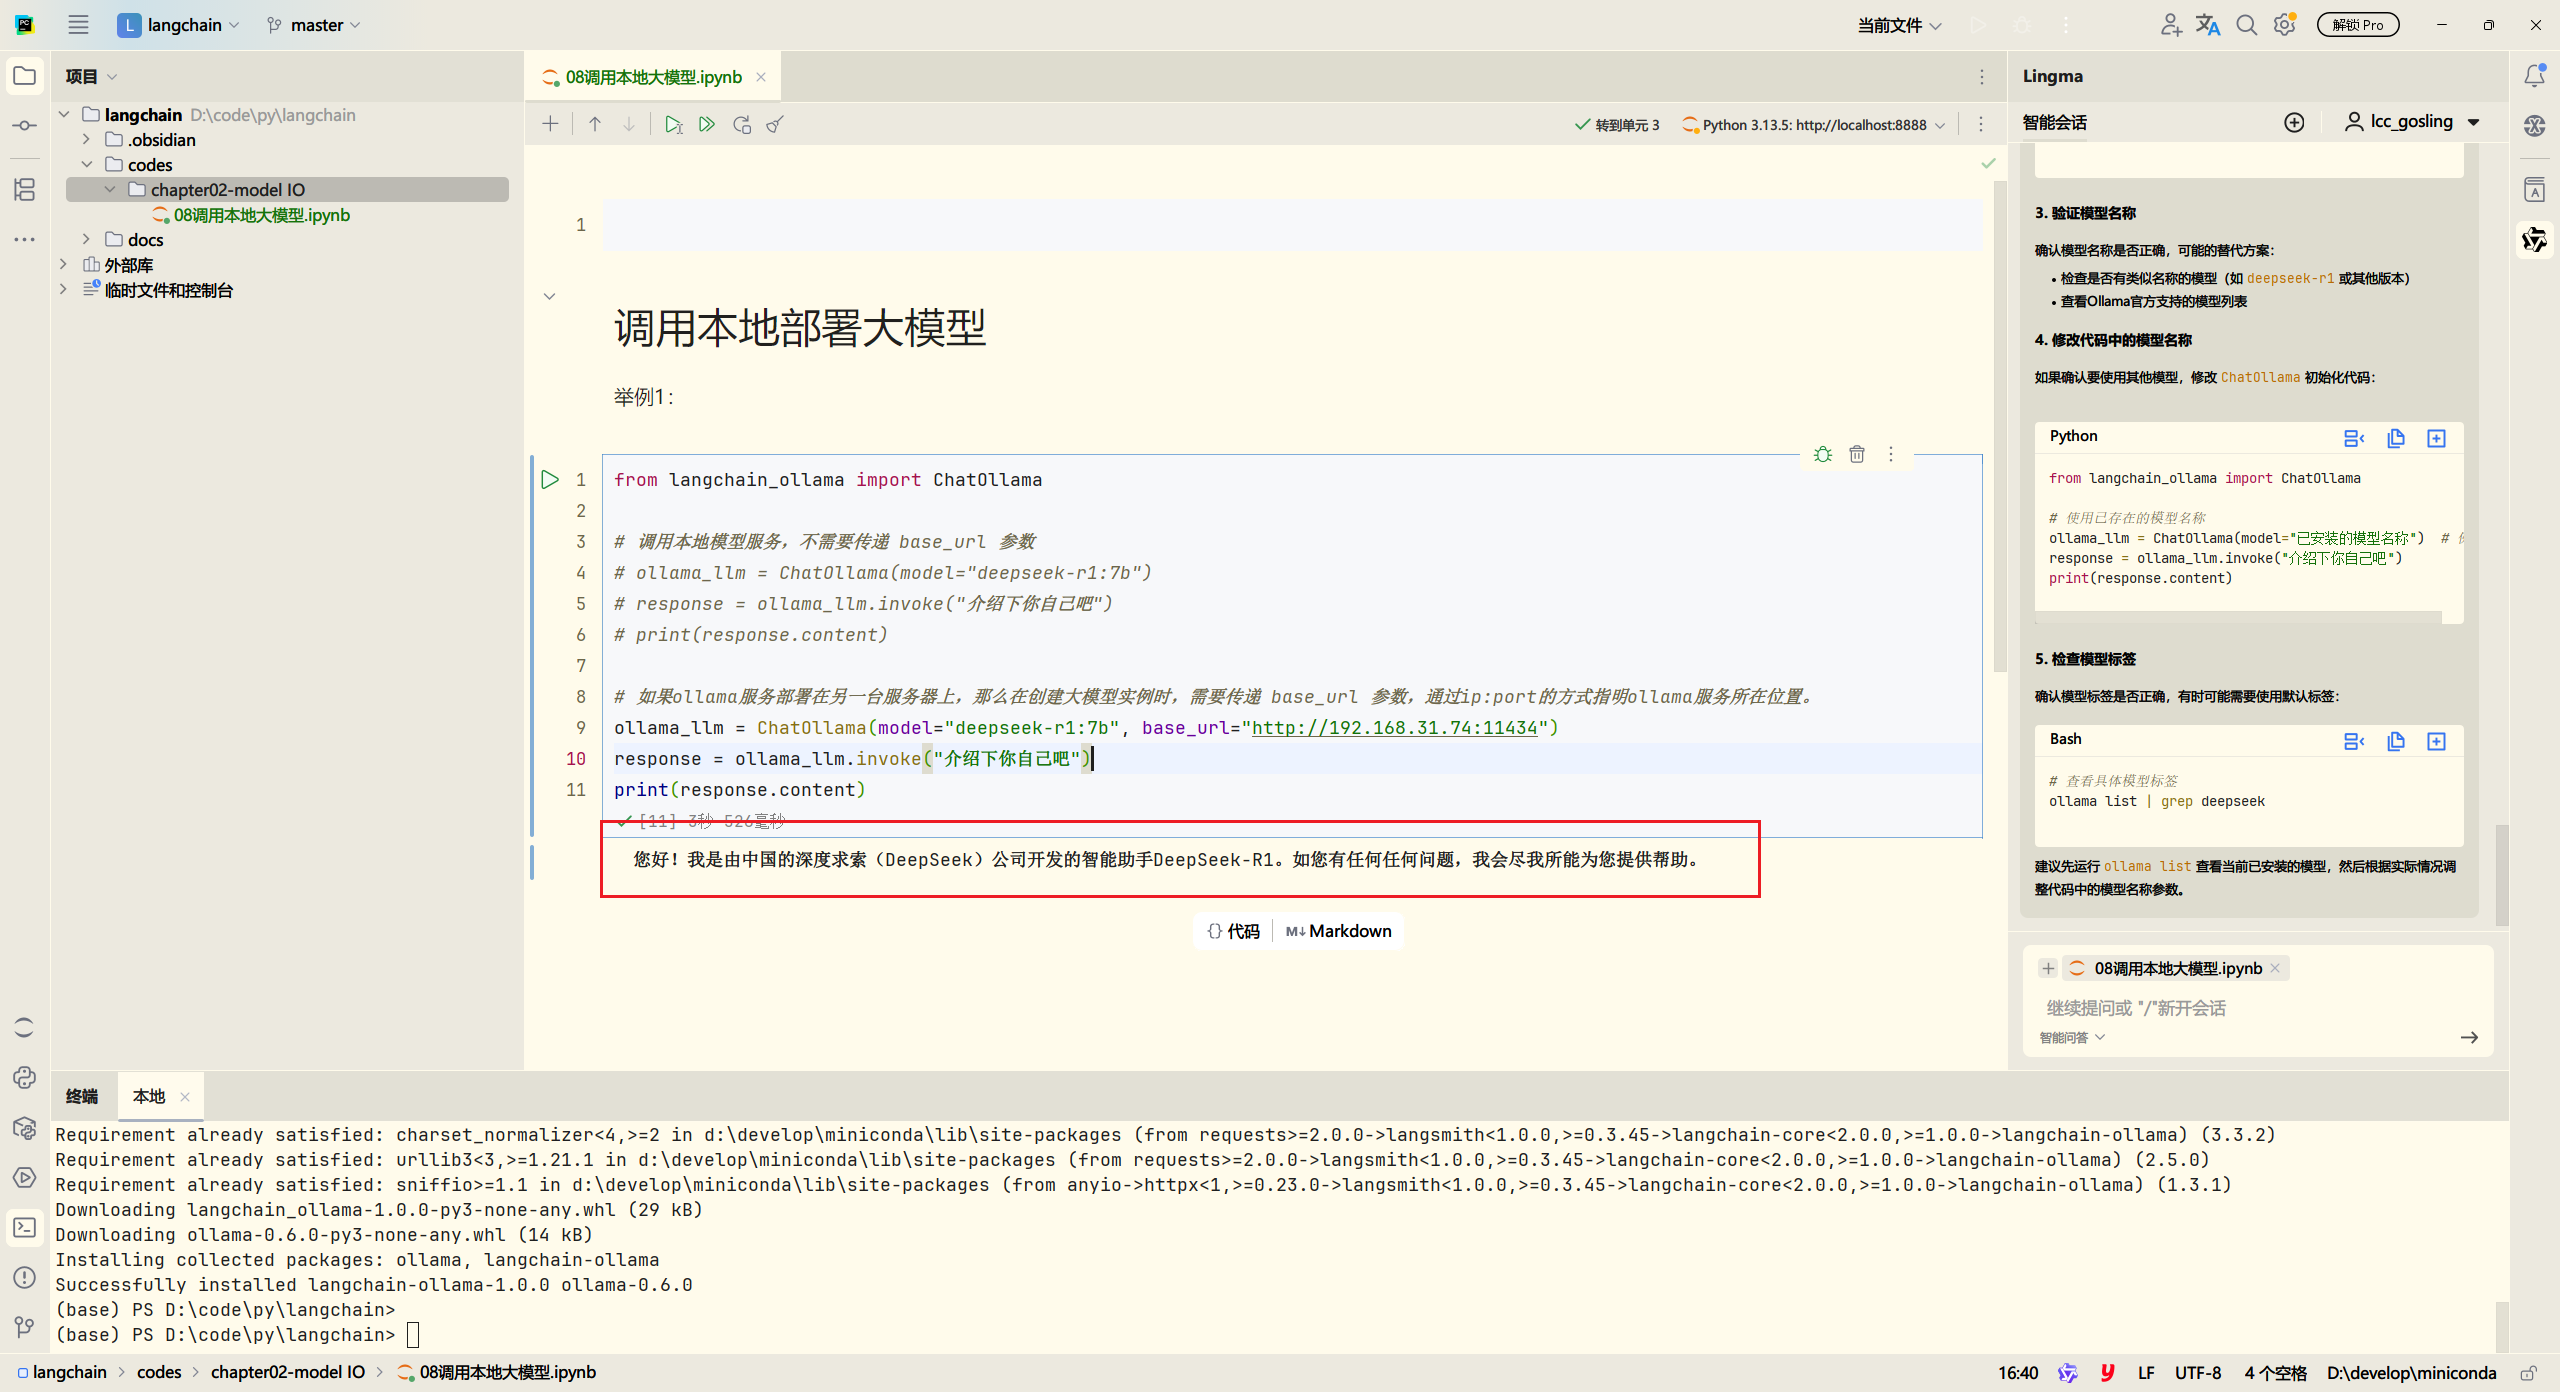 L langchain
master
当前文件
解锁 Pro
项目
langchain D:\code\py\langchain
.obsidian
codes
chapter02-model IO
08调用本地大模型.ipynb
docs
外部库
临时文件和控制台
08调用本地大模型.ipynb
转到单元 3
Python 3.13.5: http://localhost:8888
1
调用本地部署大模型
举例1：
1 from langchain_ollama import ChatOllama
2
3 # 调用本地模型服务，不需要传递 base_url 参数
4 # ollama_llm = ChatOllama(model="deepseek-r1:7b")
5 # response = ollama_llm.invoke("介绍下你自己吧")
6 # print(response.content)
7
8 # 如果ollama服务部署在另一台服务器上，那么在创建大模型实例时，需要传递 base_url 参数，通过ip:port的方式指明ollama服务所在位置。
9 ollama_llm = ChatOllama(model="deepseek-r1:7b", base_url="http://192.168.31.74:11434")
10 response = ollama_llm.invoke("介绍下你自己吧")
11 print(response.content)
[11] 3秒 526毫秒
您好！我是由中国的深度求索（DeepSeek）公司开发的智能助手DeepSeek-R1。如您有任何任何问题，我会尽我所能为您提供帮助。
{} 代码
M↓ Markdown
Lingma
智能会话
lcc_gosling
3. 验证模型名称
确认模型名称是否正确，可能的替代方案：
• 检查是否有类似名称的模型（如 deepseek-r1 或其他版本）
• 查看Ollama官方支持的模型列表
4. 修改代码中的模型名称
如果确认要使用其他模型，修改 ChatOllama 初始化代码：
Python
from langchain_ollama import ChatOllama
# 使用已存在的模型名称
ollama_llm = ChatOllama(model="已安装的模型名称") #
response = ollama_llm.invoke("介绍下你自己吧")
print(response.content)
5. 检查模型标签
确认模型标签是否正确，有时可能需要使用默认标签：
Bash
# 查看具体模型标签
ollama list | grep deepseek
建议先运行 ollama list 查看当前已安装的模型，然后根据实际情况调
整代码中的模型名称参数。
08调用本地大模型.ipynb
继续提问或 "/"新开会话
智能问答
终端
本地
Requirement already satisfied: charset_normalizer<4,>=2 in d:\develop\miniconda\lib\site-packages (from requests>=2.0.0->langsmith<1.0.0,>=0.3.45->langchain-core<2.0.0,>=1.0.0->langchain-ollama) (3.3.2)
Requirement already satisfied: urllib3<3,>=1.21.1 in d:\develop\miniconda\lib\site-packages (from requests>=2.0.0->langsmith<1.0.0,>=0.3.45->langchain-core<2.0.0,>=1.0.0->langchain-ollama) (2.5.0)
Requirement already satisfied: sniffio>=1.1 in d:\develop\miniconda\lib\site-packages (from anyio->httpx<1,>=0.23.0->langsmith<1.0.0,>=0.3.45->langchain-core<2.0.0,>=1.0.0->langchain-ollama) (1.3.1)
Downloading langchain_ollama-1.0.0-py3-none-any.whl (29 kB)
Downloading ollama-0.6.0-py3-none-any.whl (14 kB)
Installing collected packages: ollama, langchain-ollama
Successfully installed langchain-ollama-1.0.0 ollama-0.6.0
(base) PS D:\code\py\langchain>
(base) PS D:\code\py\langchain>
langchain > codes > chapter02-model IO > 08调用本地大模型.ipynb
16:40
LF
UTF-8
4 个空格
D:\develop\miniconda